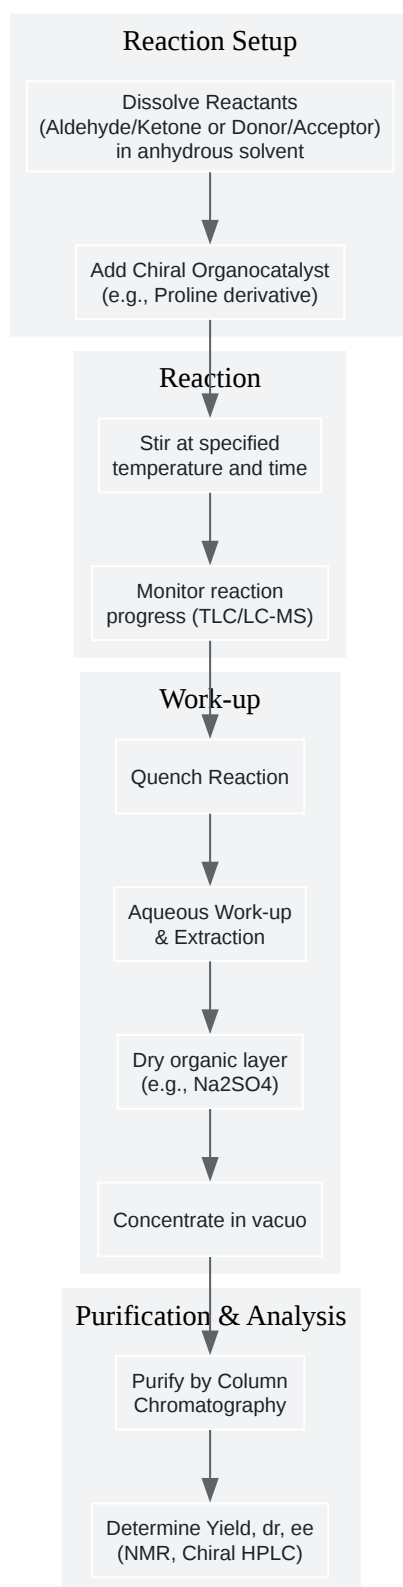 Reaction Setup
Dissolve Reactants
(Aldehyde/Ketone or Donor/Acceptor)
in anhydrous solvent
Add Chiral Organocatalyst
(e.g., Proline derivative)
Reaction
Stir at specified
temperature and time
Monitor reaction
progress (TLC/LC-MS)
Work-up
Quench Reaction
Aqueous Work-up
& Extraction
Dry organic layer
(e.g., Na2SO4)
Concentrate in vacuo
Purification & Analysis
Purify by Column
Chromatography
Determine Yield, dr, ee
(NMR, Chiral HPLC)